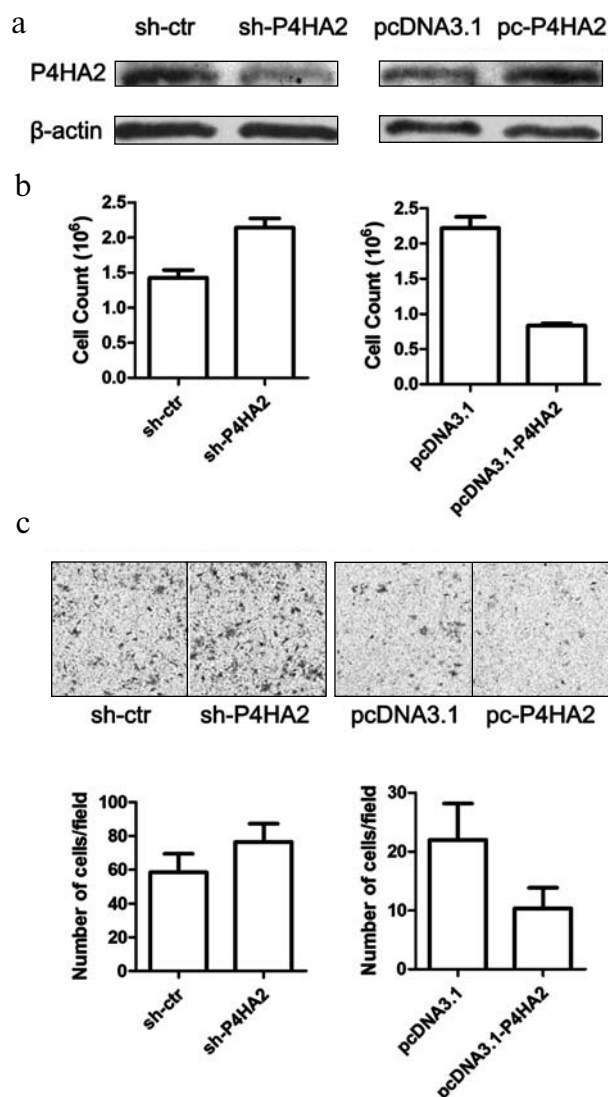 a
sh-ctr sh-P4HA2 pcDNA3.1 pc-P4HA2
P4HA2
β-actin
b
Cell Count (10⁶)
2.5
2.0
1.5
1.0
0.5
0.0
sh-ctr
sh-P4HA2
Cell Count (10⁶)
2.5
2.0
1.5
1.0
0.5
0.0
pcDNA3.1
pcDNA3.1-P4HA2
c
sh-ctr sh-P4HA2 pcDNA3.1 pc-P4HA2
Number of cells/field
100
80
60
40
20
0
sh-ctr
sh-P4HA2
Number of cells/field
30
20
10
0
pcDNA3.1
pcDNA3.1-P4HA2